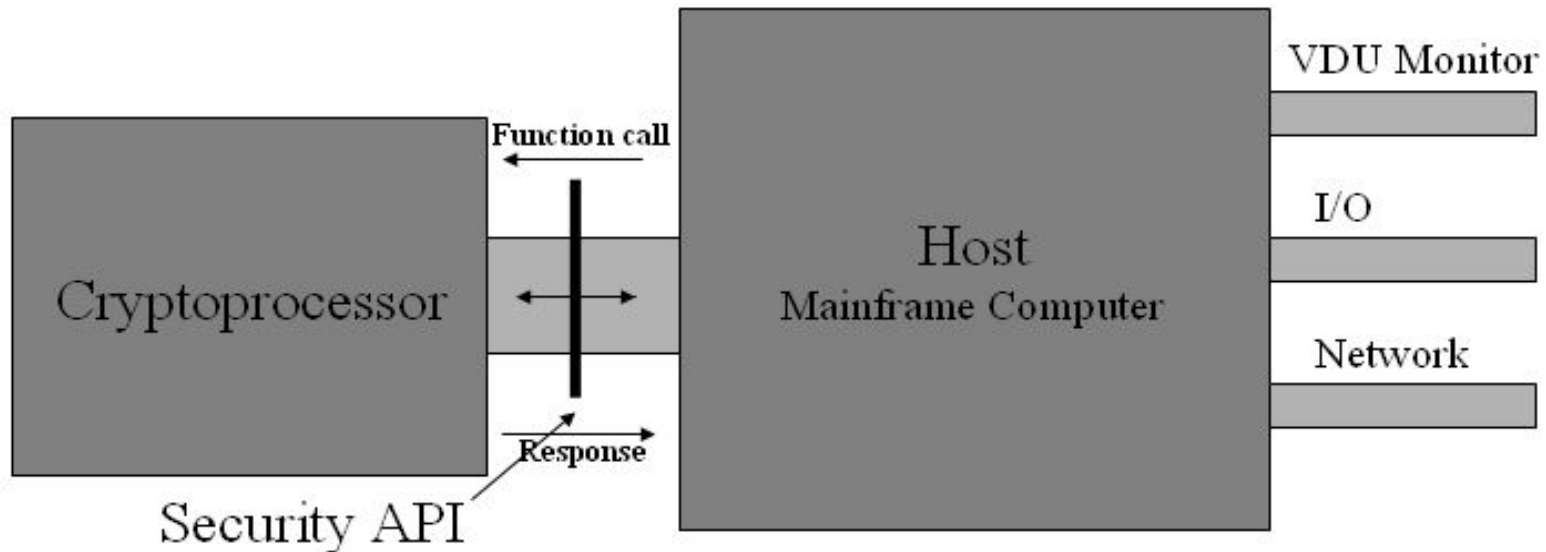 VDU Monitor
Function call
I/O
Host
Cryptoprocessor
Mainframe Computer
Network
Response
Security API